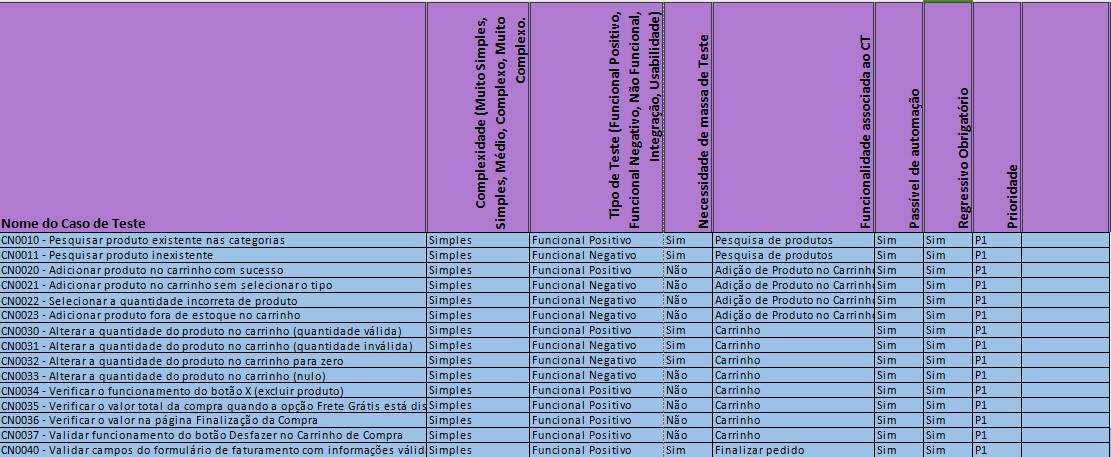 Nome do Caso de Teste
Complexidade (Muito Simples,
Simples, Médio, Complexo, Muito
Complexo.
Tipo de Teste (Funcional Positivo,
Funcional Negativo, Não Funcional,
Integração, Usabilidade)
Necessidade de massa de Teste
Funcionalidade associada ao CT
Passível de automação
Regressivo Obrigatório
Prioridade
CN0010 - Pesquisar produto existente nas categorias Simples Funcional Positivo Sim Pesquisa de produtos Sim Sim P1
CN0011 - Pesquisar produto inexistente Simples Funcional Negativo Sim Pesquisa de produtos Sim Sim P1
CN0020 - Adicionar produto no carrinho com sucesso Simples Funcional Positivo Não Adição de Produto no Carrinh Sim Sim P1
CN0021 - Adicionar produto no carrinho sem selecionar o tipo Simples Funcional Negativo Não Adição de Produto no Carrinh Sim Sim P1
CN0022 - Selecionar a quantidade incorreta de produto Simples Funcional Negativo Não Adição de Produto no Carrinh Sim Sim P1
CN0023 - Adicionar produto fora de estoque no carrinho Simples Funcional Negativo Não Adição de Produto no Carrinh Sim Sim P1
CN0030 - Alterar a quantidade do produto no carrinho (quantidade válida) Simples Funcional Positivo Sim Carrinho Sim Sim P1
CN0031 - Alterar a quantidade do produto no carrinho (quantidade inválida) Simples Funcional Negativo Sim Carrinho Sim Sim P1
CN0032 - Alterar a quantidade do produto no carrinho para zero Simples Funcional Negativo Sim Carrinho Sim Sim P1
CN0033 - Alterar a quantidade do produto no carrinho (nulo) Simples Funcional Negativo Não Carrinho Sim Sim P1
CN0034 - Verificar o funcionamento do botão X (excluir produto) Simples Funcional Positivo Não Carrinho Sim Sim P1
CN0035 - Verificar o valor total da compra quando a opção Frete Grátis está dis Simples Funcional Positivo Não Carrinho Sim Sim P1
CN0036 - Verificar o valor na página Finalização da Compra Simples Funcional Positivo Não Carrinho Sim Sim P1
CN0037 - Validar funcionamento do botão Desfazer no Carrinho de Compra Simples Funcional Positivo Não Carrinho Sim Sim P1
CN0040 - Validar campos do formulário de faturamento com informações válid Simples Funcional Positivo Sim Finalizar pedido Sim Sim P1